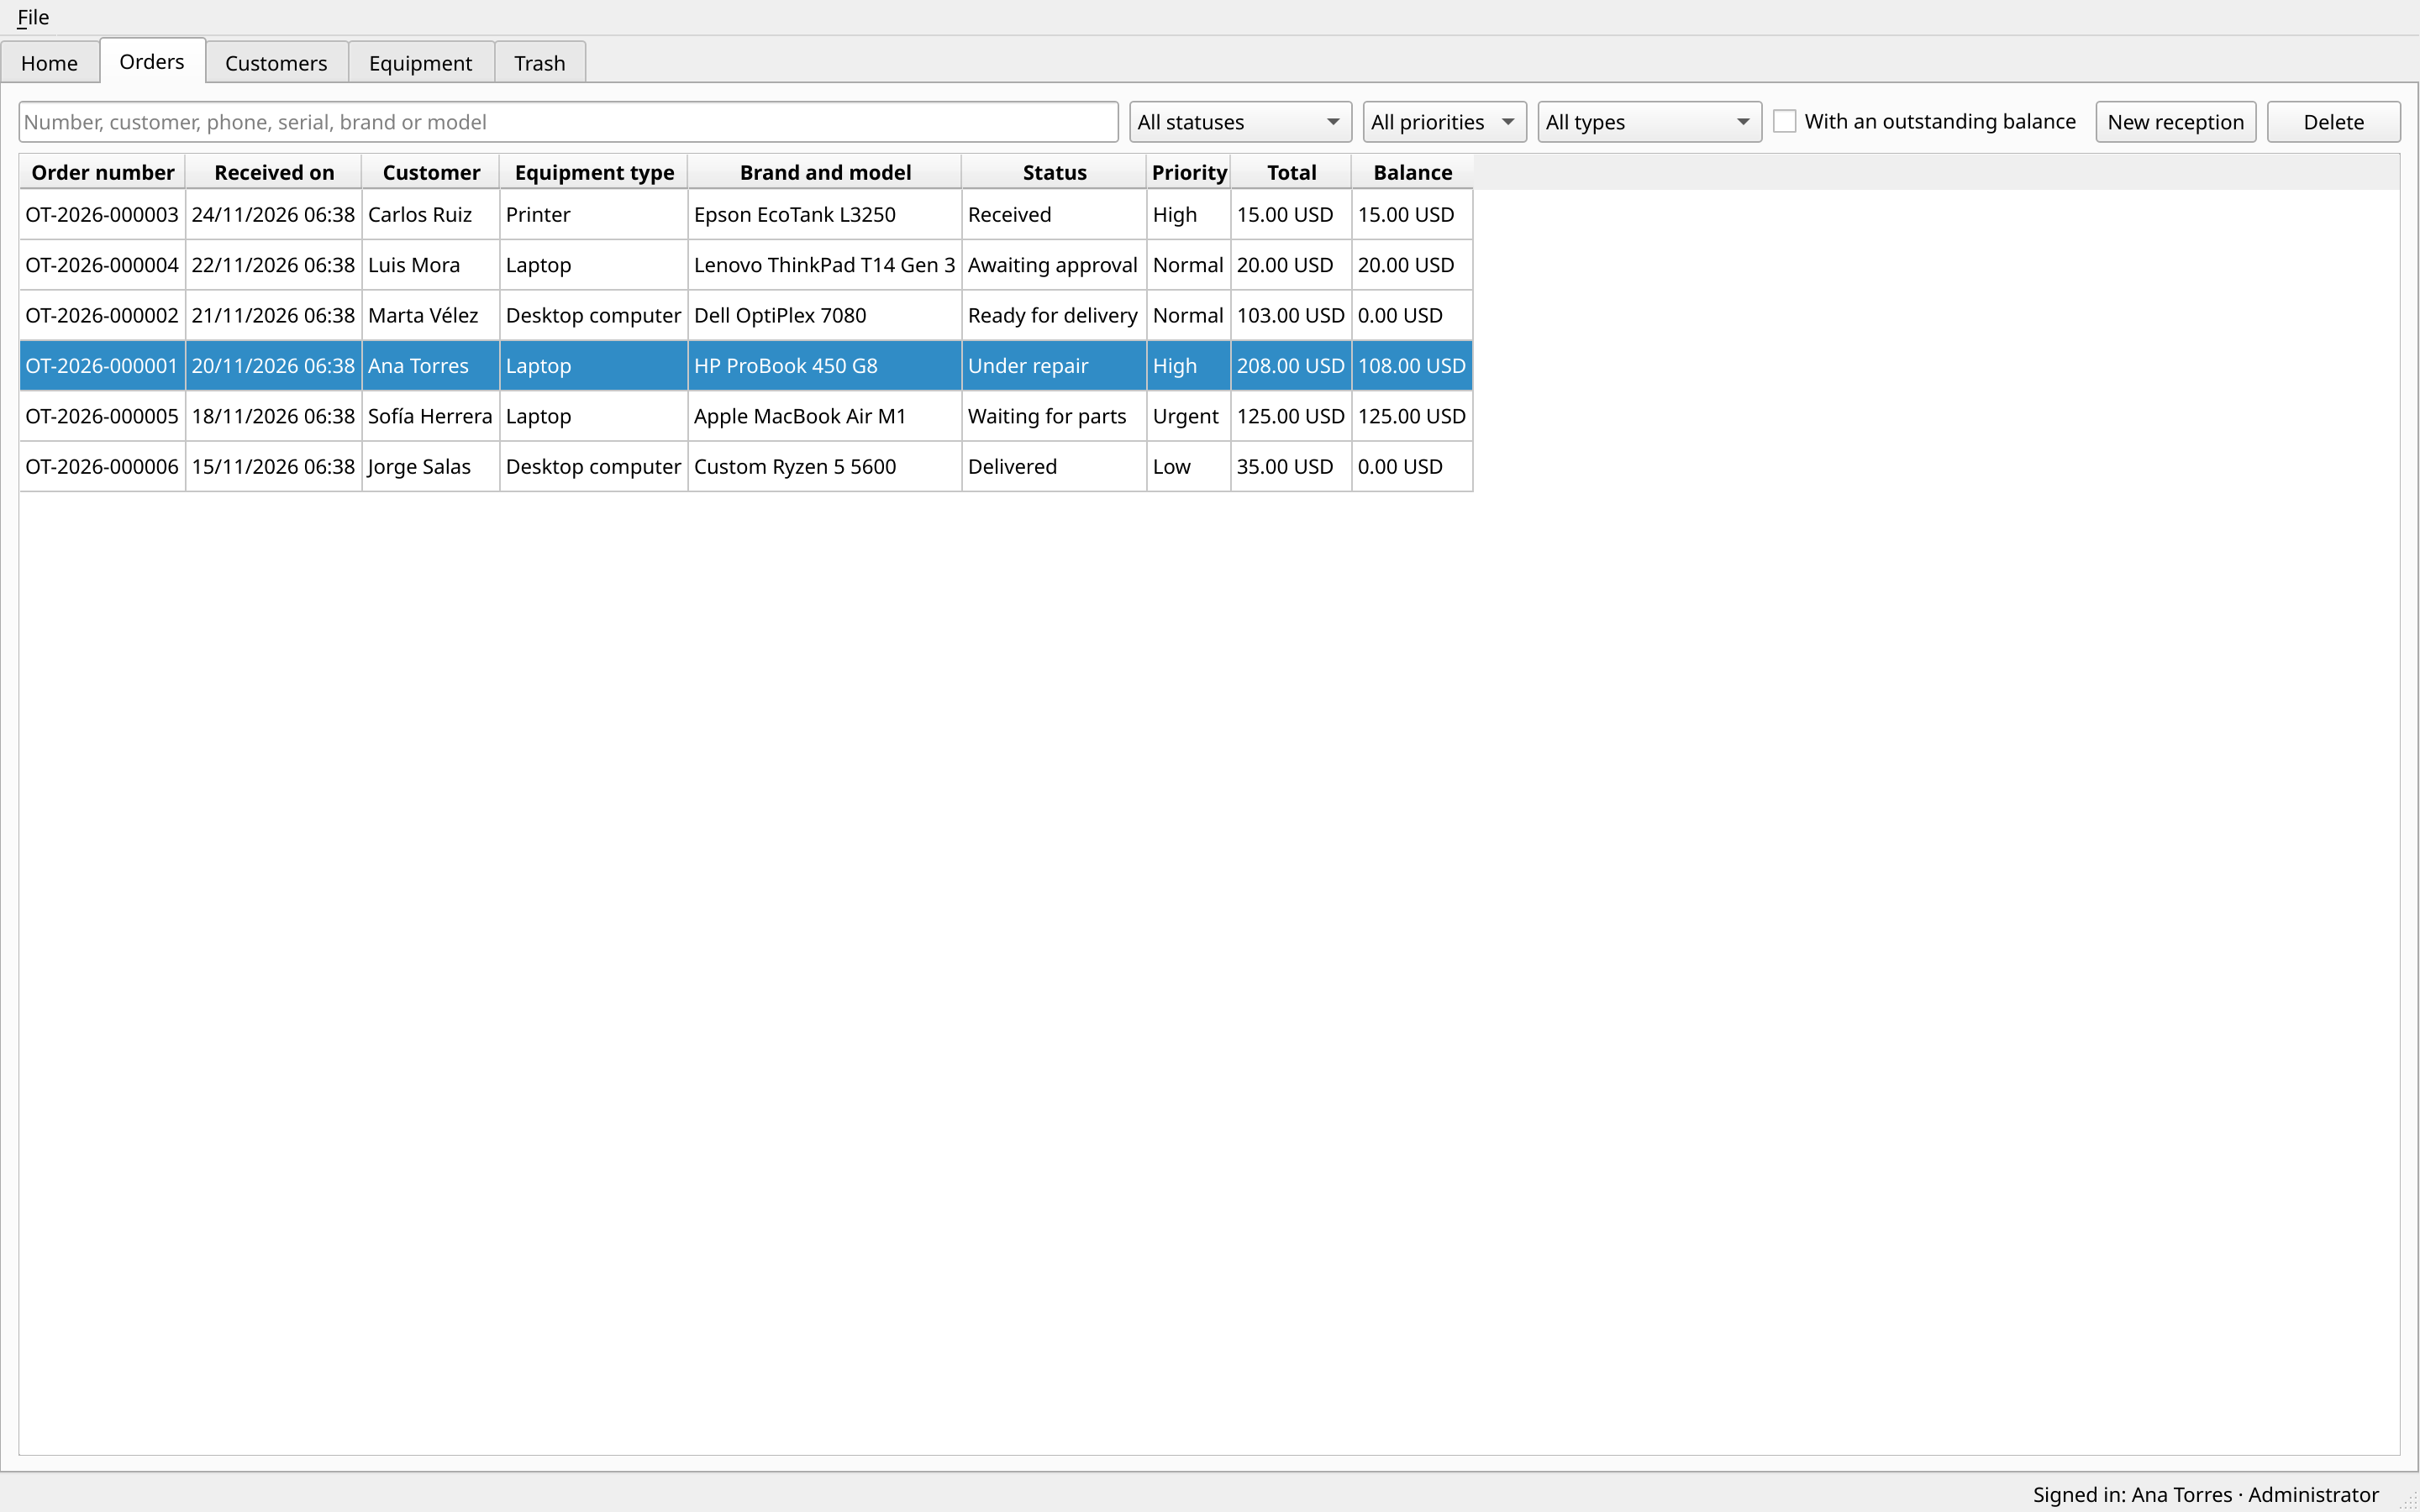 File
Home Orders Customers Equipment Trash
Number, customer, phone, serial, brand or model All statuses All priorities All types With an outstanding balance New reception Delete
Order number Received on Customer Equipment type Brand and model Status Priority Total Balance
OT-2026-000003 24/11/2026 06:38 Carlos Ruiz Printer Epson EcoTank L3250 Received High 15.00 USD 15.00 USD
OT-2026-000004 22/11/2026 06:38 Luis Mora Laptop Lenovo ThinkPad T14 Gen 3 Awaiting approval Normal 20.00 USD 20.00 USD
OT-2026-000002 21/11/2026 06:38 Marta Vélez Desktop computer Dell OptiPlex 7080 Ready for delivery Normal 103.00 USD 0.00 USD
OT-2026-000001 20/11/2026 06:38 Ana Torres Laptop HP ProBook 450 G8 Under repair High 208.00 USD 108.00 USD
OT-2026-000005 18/11/2026 06:38 Sofía Herrera Laptop Apple MacBook Air M1 Waiting for parts Urgent 125.00 USD 125.00 USD
OT-2026-000006 15/11/2026 06:38 Jorge Salas Desktop computer Custom Ryzen 5 5600 Delivered Low 35.00 USD 0.00 USD
Signed in: Ana Torres · Administrator